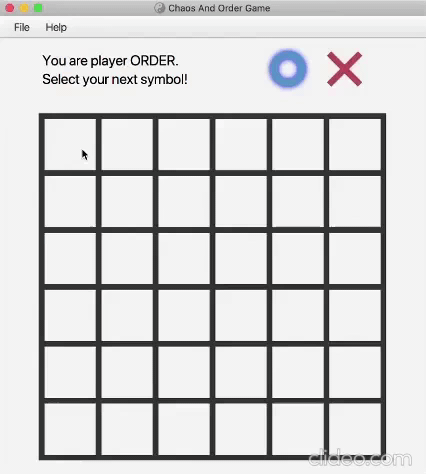 Chaos And Order Game
File Help
You are player ORDER.
Select your next symbol!
clideo.com